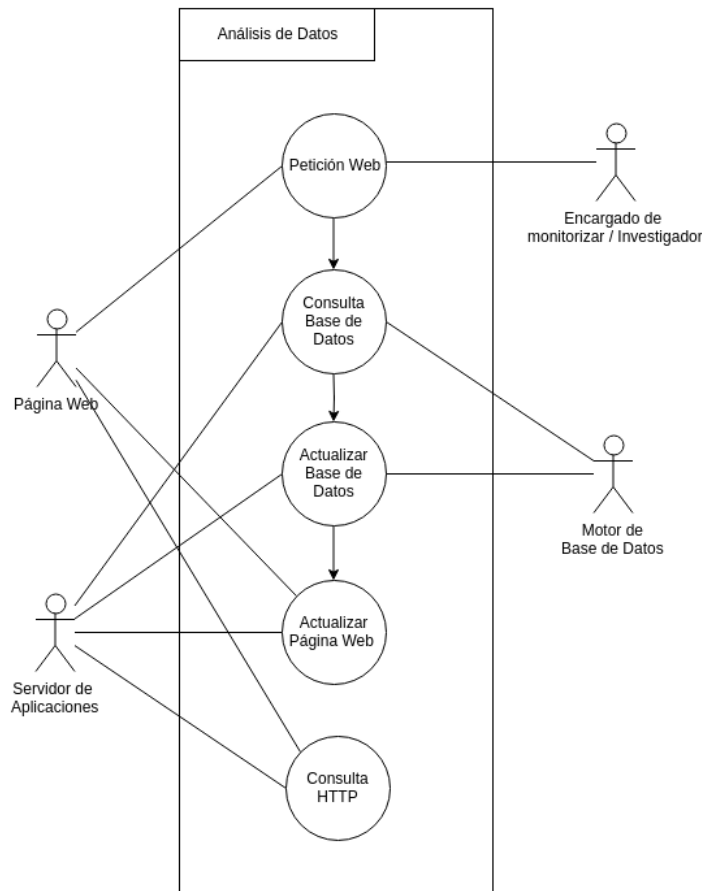 Análisis de Datos
Petición Web
Encargado de
monitorizar / Investigador
Consulta
Base de
Datos
Página Web
Actualizar
Base de
Datos
Motor de
Base de Datos
Actualizar
Página Web
Servidor de
Aplicaciones
Consulta
HTTP